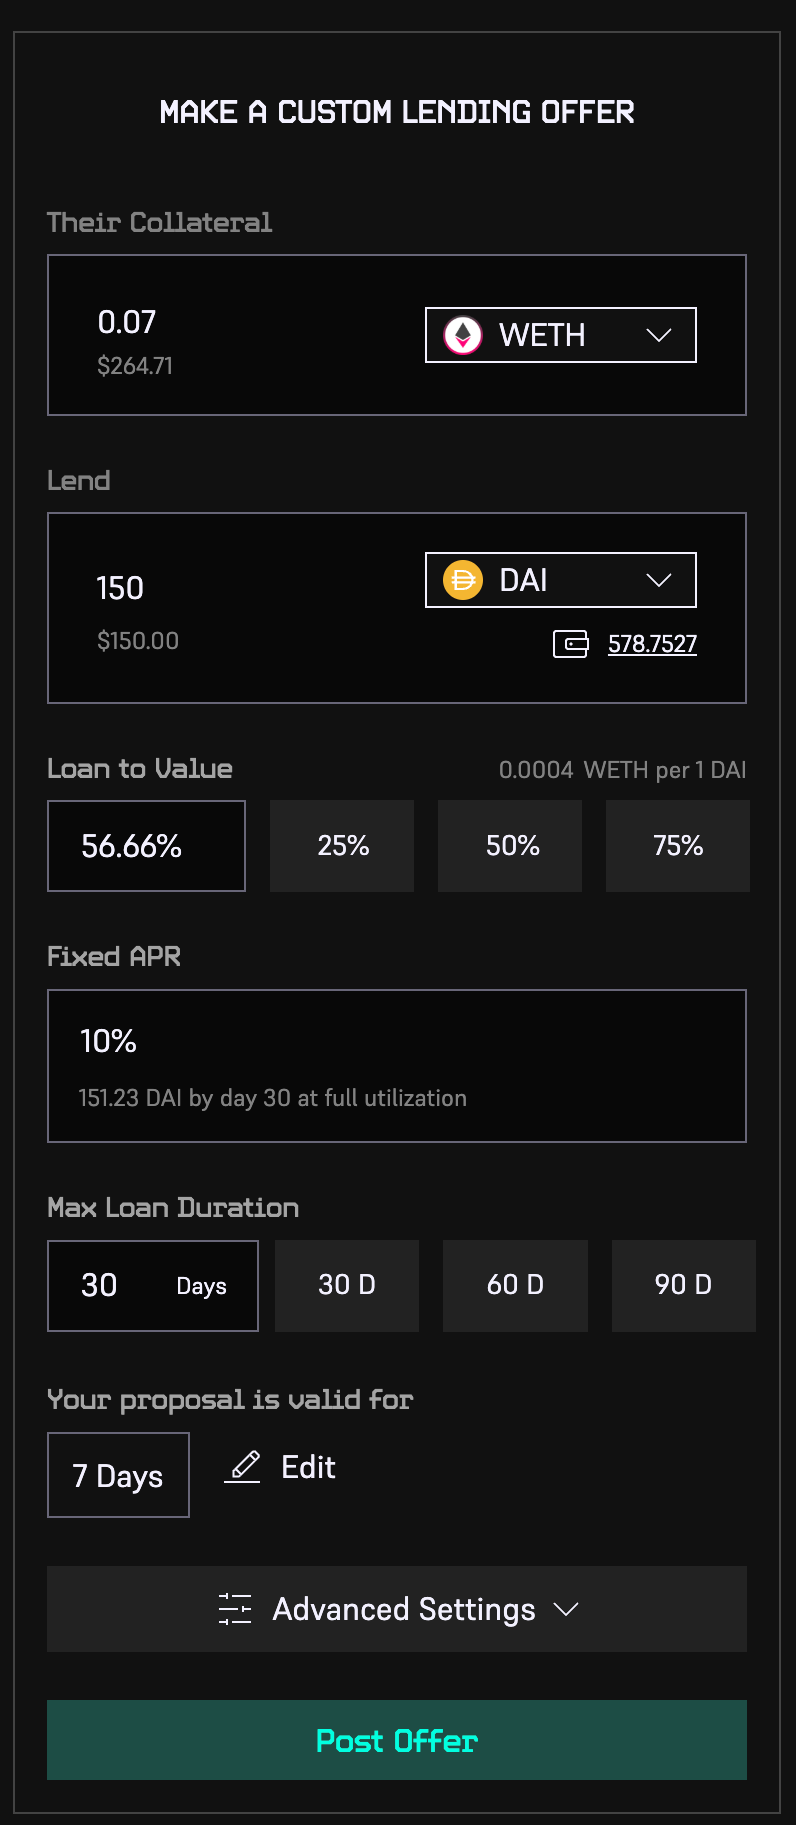 MAKE A CUSTOM LENDING OFFER
Their Collateral
0.07
WETH
$264.71
Lend
150
DAI
$150.00
578.7527
Loan to Value
0.0004 WETH per 1 DAI
56.66%
25%
50%
75%
Fixed APR
10%
151.23 DAI by day 30 at full utilization
Max Loan Duration
30 Days
30 D
60 D
90 D
Your proposal is valid for
7 Days
Edit
Advanced Settings
Post Offer